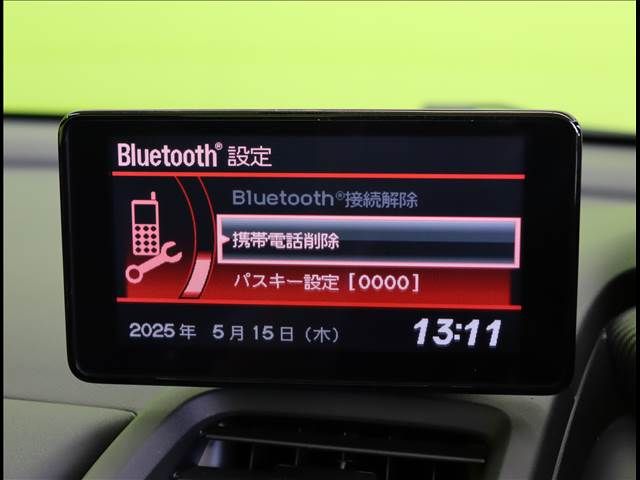 Bluetooth® 設定
Bluetooth®接続解除
携帯電話削除
パスキー設定 [0000]
2025年 5月15日 (木) 13:11